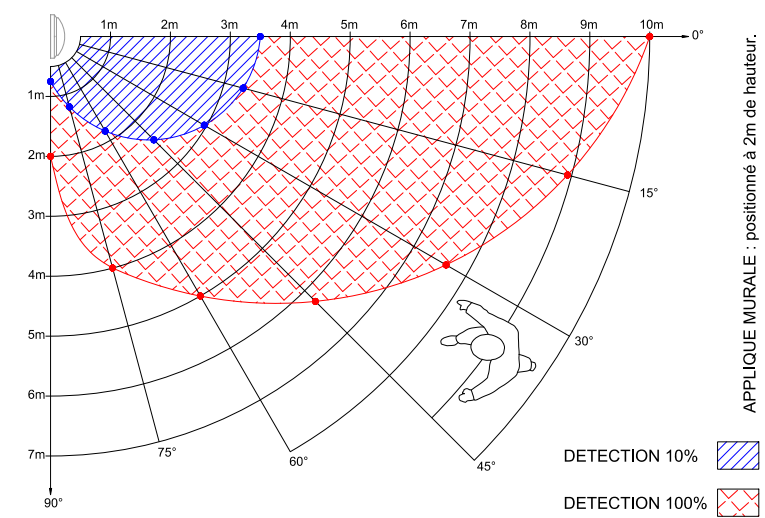 1m 2m 3m 4m 5m 6m 7m 8m 9m 10m
0°
1m
2m
3m
4m
5m
6m
7m
15°
30°
45°
60°
75°
90°
DETECTION 10%
DETECTION 100%
APPLIQUE MURALE : positionné à 2m de hauteur.